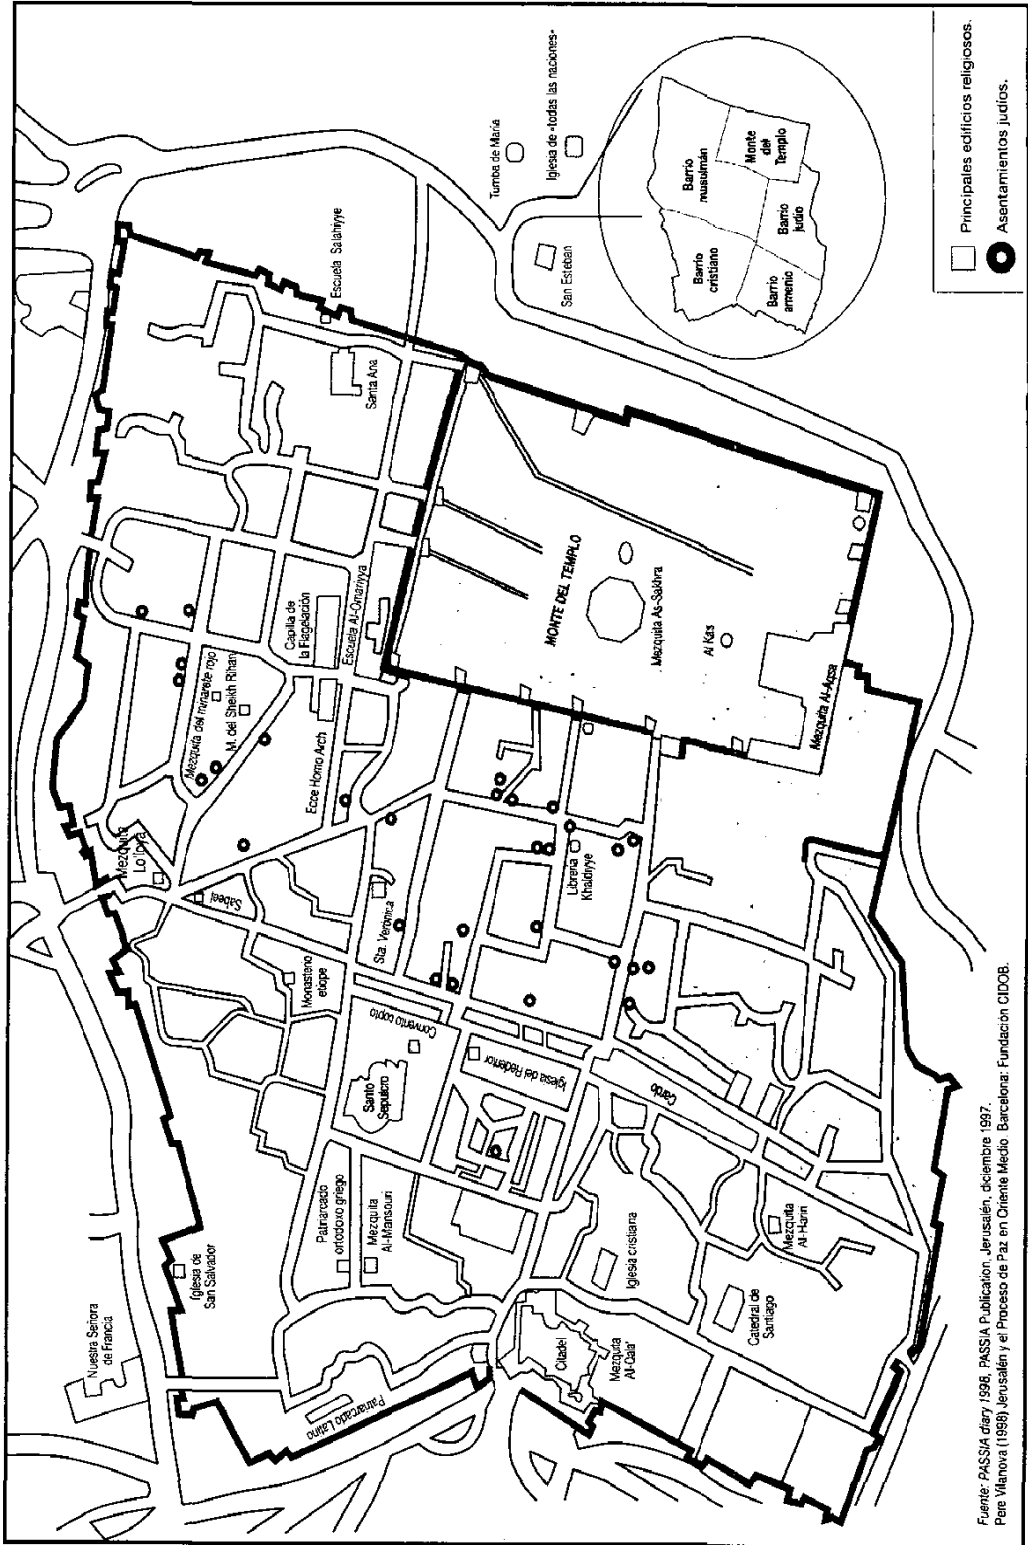 Nuestra Señora
de Francia
Iglesia de
San Salvador
Patriarcado Latino
Patriarcado
ortodoxo griego
Mezquita
Al-Mansouri
Santo
Sepulcro
Convento copto
Monasterio
etíope
Sabeel
Mezquita
Sta. Verónica
Iglesia del Redentor
Citadel
Mezquita
Al-Qala'
Iglesia cristiana
Catedral de
Santiago
Mezquita
Al-Hariri
Cardo
Librería
Khaldiyye
Ecce Homo Arch
Mezquita del minarete rojo
M. del Sheikh Rihan
Capilla de
la Flagelación
Escuela Al-Omariyya
Santa Ana
Escuela Salahiyye
MONTE DEL TEMPLO
Mezquita As-Sakhra
Al Kas
Mezquita Al-Aqsa
Tumba de María
Iglesia de «todas las naciones»
San Esteban
Barrio
cristiano
Barrio
musulmán
Monte
del
Templo
Barrio
judío
Barrio
armenio
Principales edificios religiosos.
Asentamientos judíos.
Fuente: PASSIA diary 1998, PASSIA Publication, Jerusalén, diciembre 1997.
Pere Vilanova (1998) Jerusalén y el Proceso de Paz en Oriente Medio. Barcelona: Fundación CIDOB.